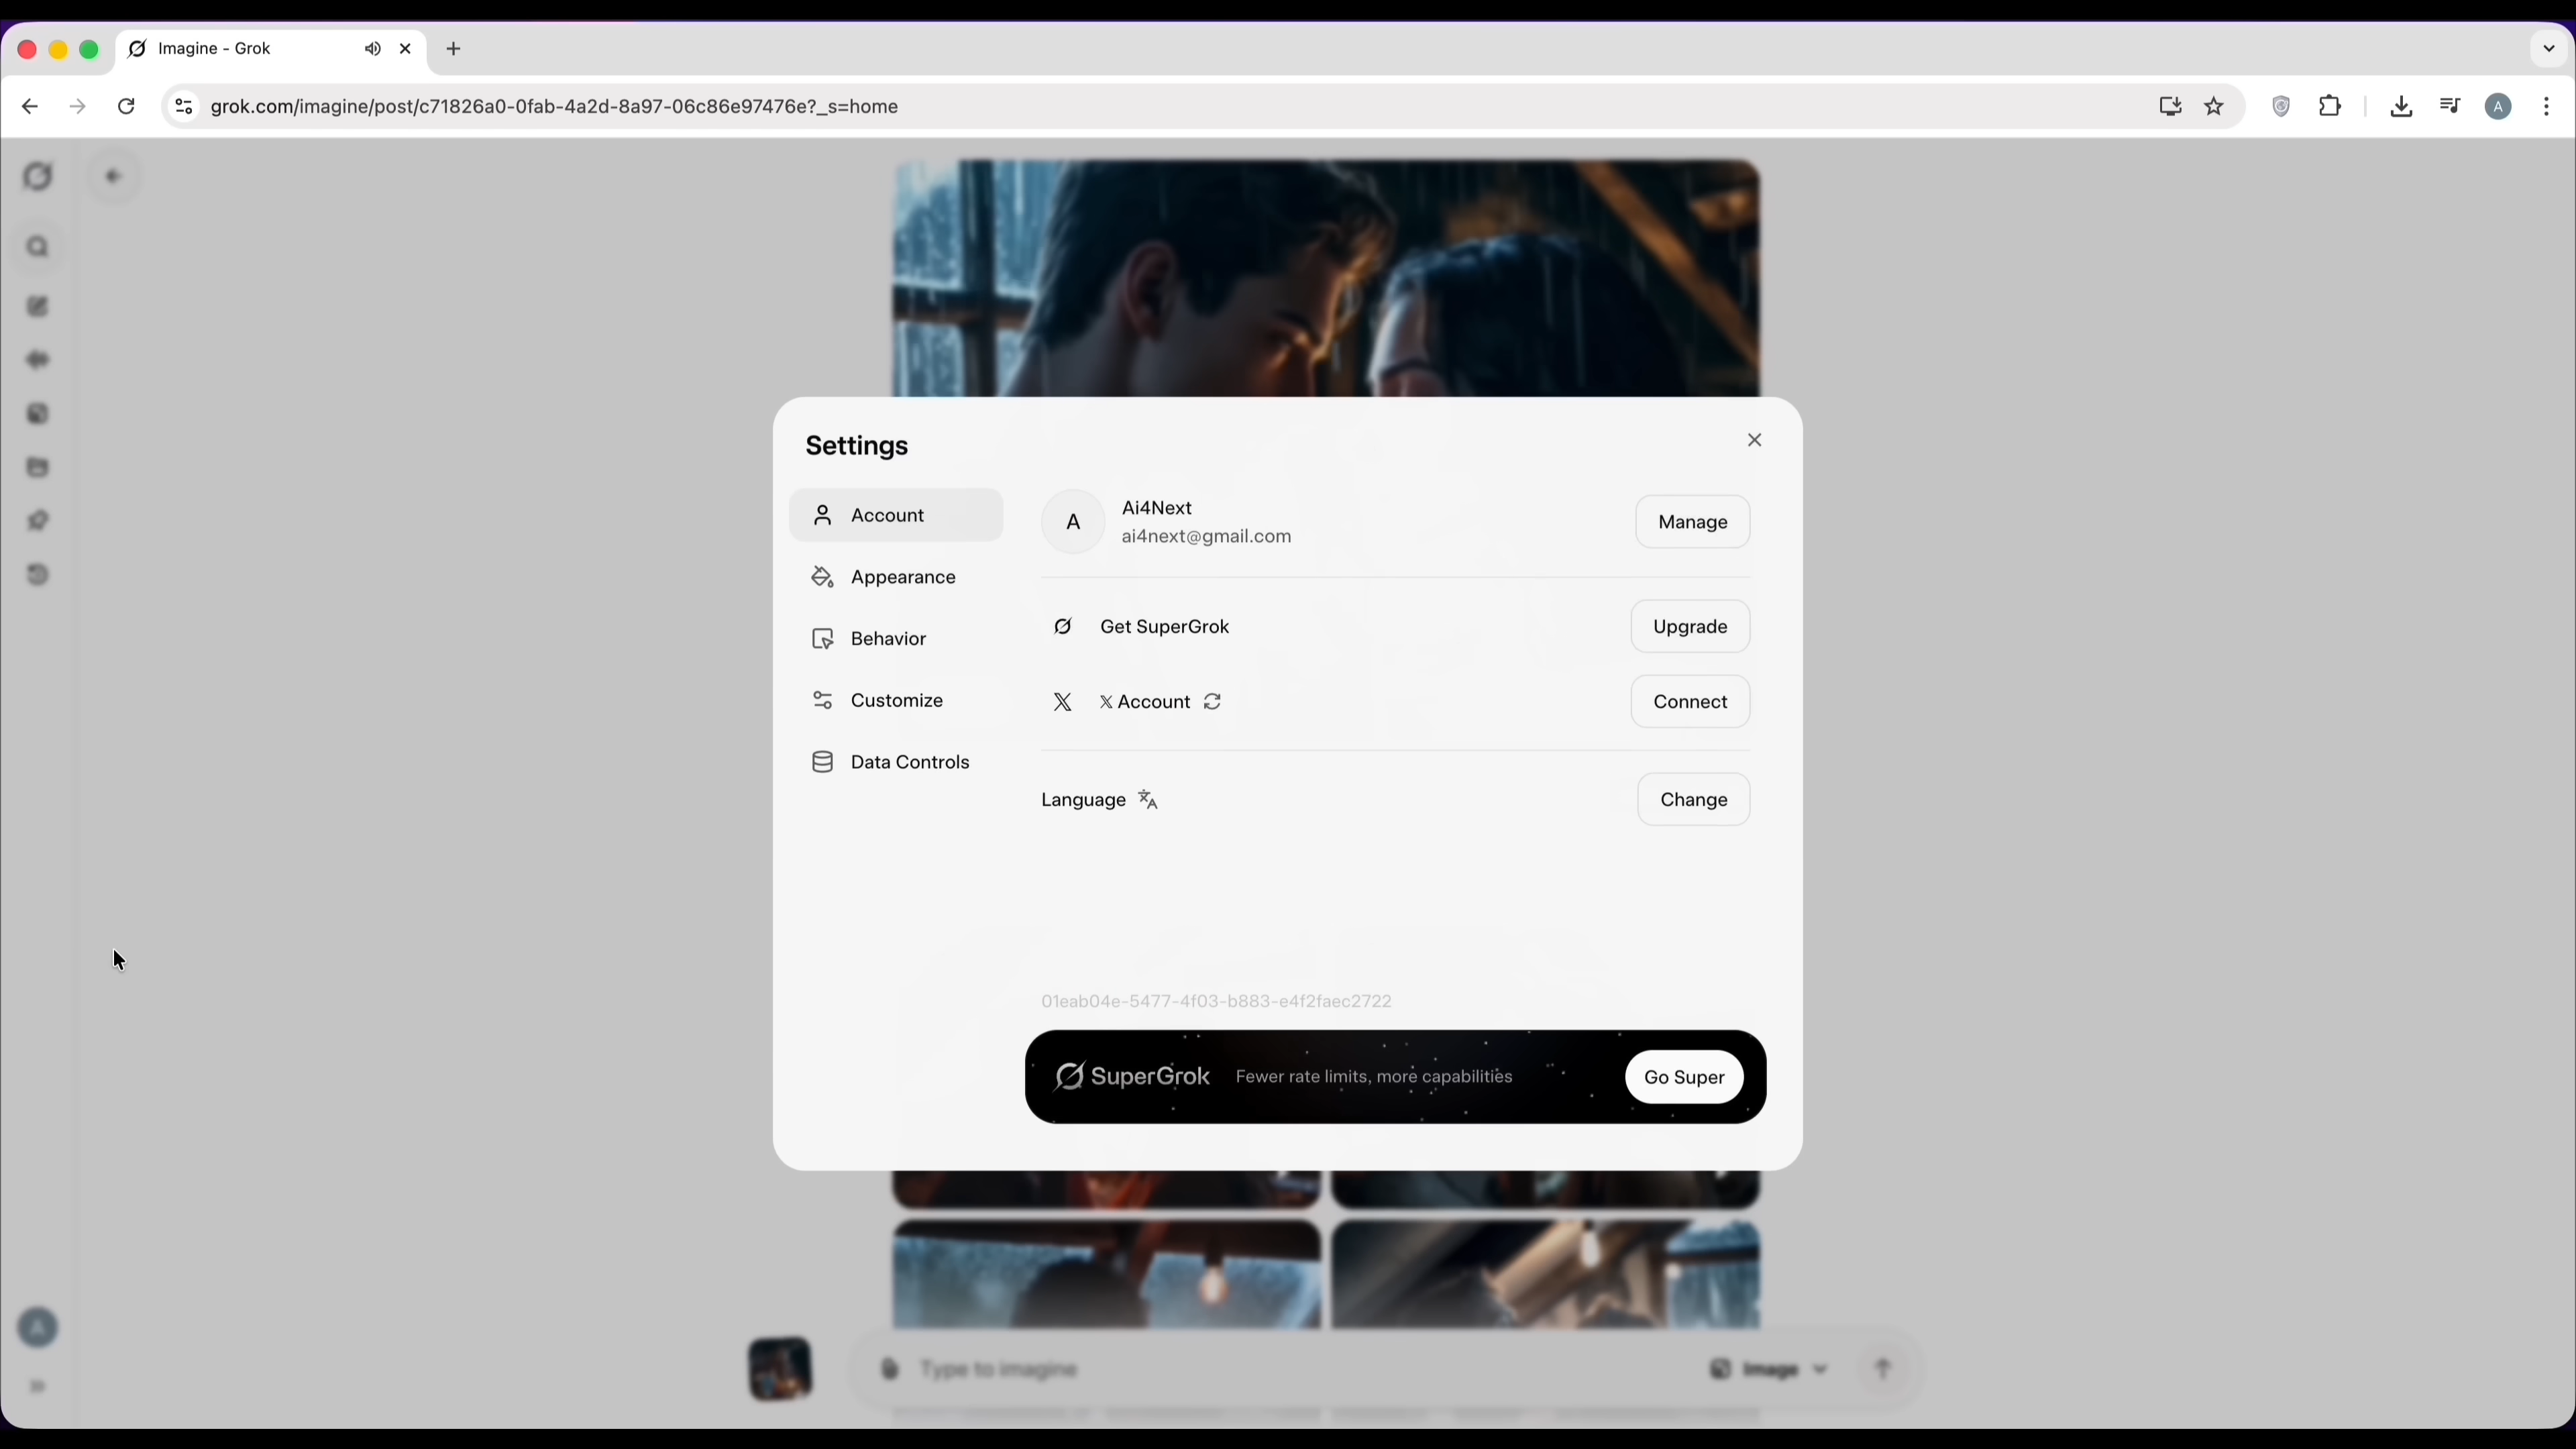 Imagine - Grok
grok.com/imagine/post/c71826a0-0fab-4a2d-8a97-06c86e97476e?_s=home
A
Settings
Account
Appearance
Behavior
Customize
Data Controls
A
Ai4Next
ai4next@gmail.com
Manage
Get SuperGrok
Upgrade
𝕏 Account
Connect
Language
Change
01eab04e-5477-4f03-b883-e4f2faec2722
SuperGrok
Fewer rate limits, more capabilities
Go Super
A
Type to imagine
Image